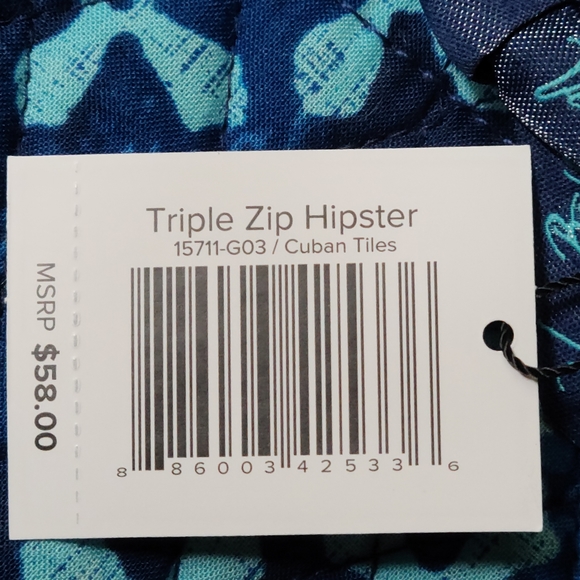 Triple Zip Hipster
15711-G03 / Cuban Tiles
MSRP $58.00
8 86003 42533 6